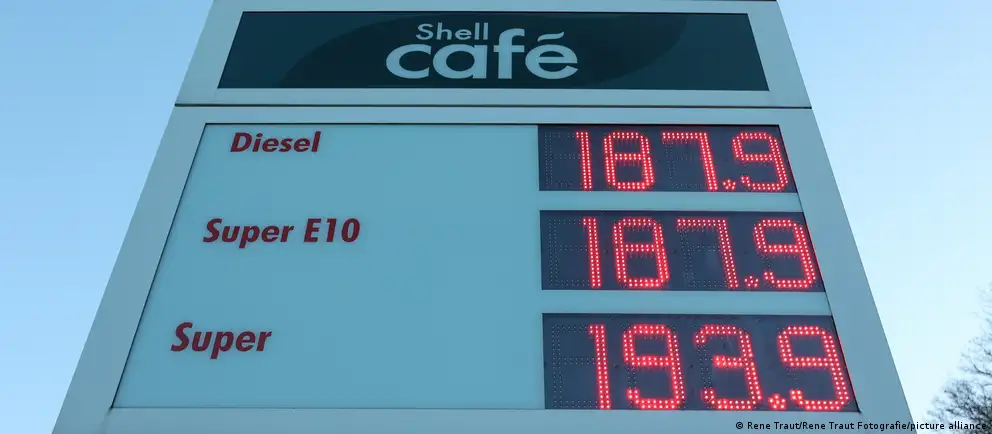 Shell
café
Diesel 187.9
Super E10 187.9
Super 193.9
© Rene Traut/Rene Traut Fotografie/picture alliance